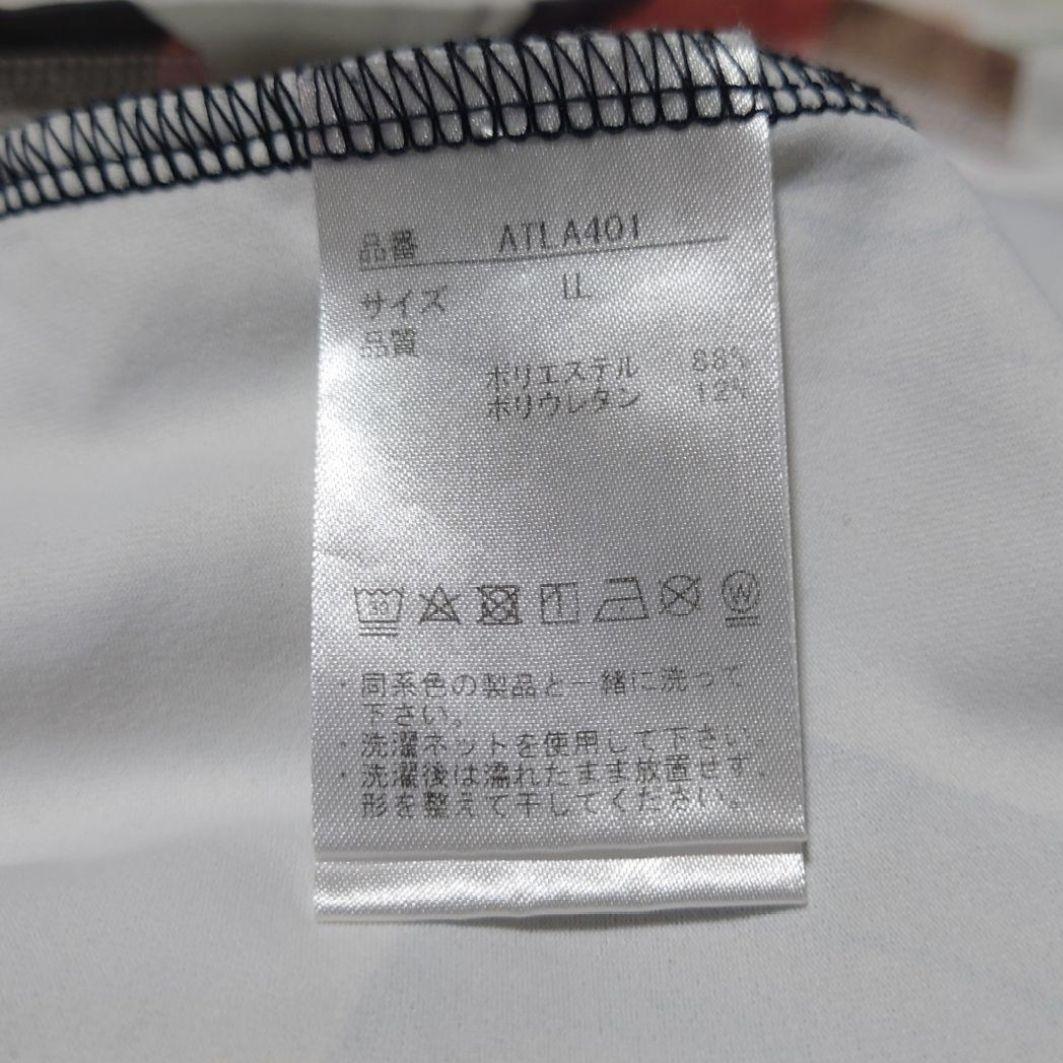 品番 ATLA401
サイズ LL
品質
ポリエステル 88%
ポリウレタン 12%
30 W
・同系色の製品と一緒に洗って
下さい。
・洗濯ネットを使用して下さい。
・洗濯後は濡れたまま放置せず、
形を整えて干してください。